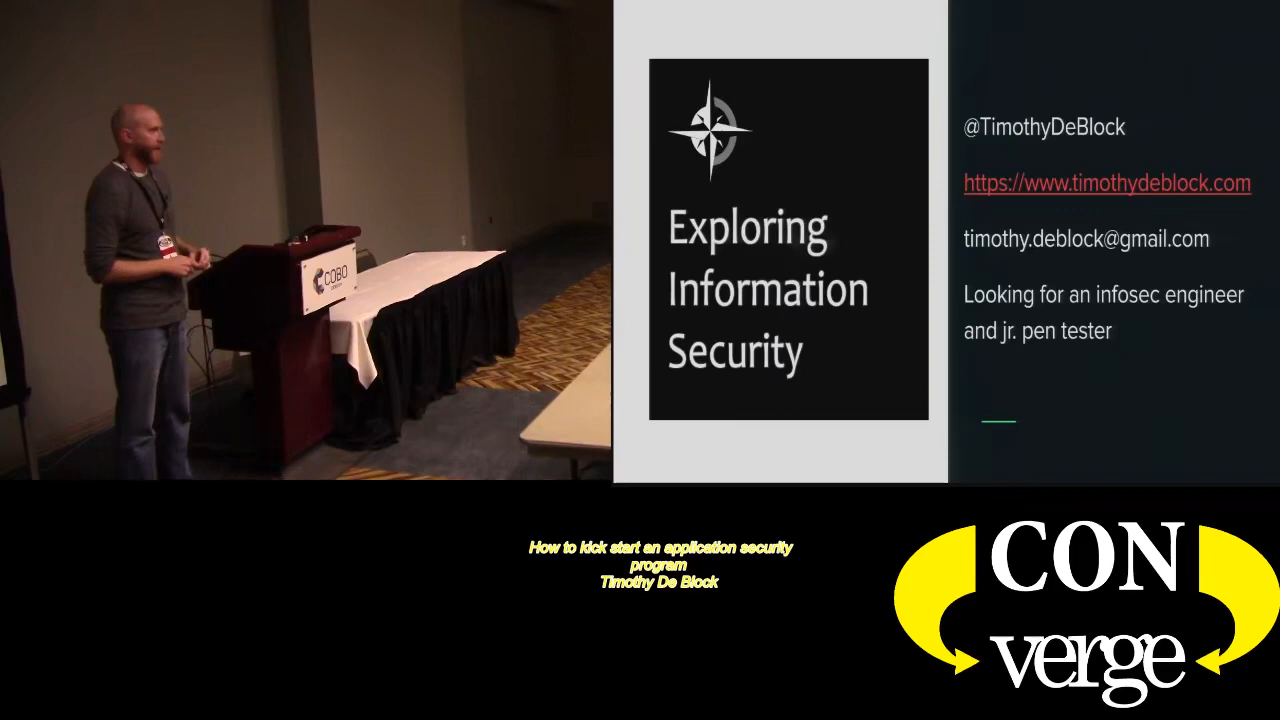 COBO
Exploring
Information
Security
@TimothyDeBlock
https://www.timothydeblock.com
timothy.deblock@gmail.com
Looking for an infosec engineer
and jr. pen tester
How to kick start an application security
program
Timothy De Block
CON
verge